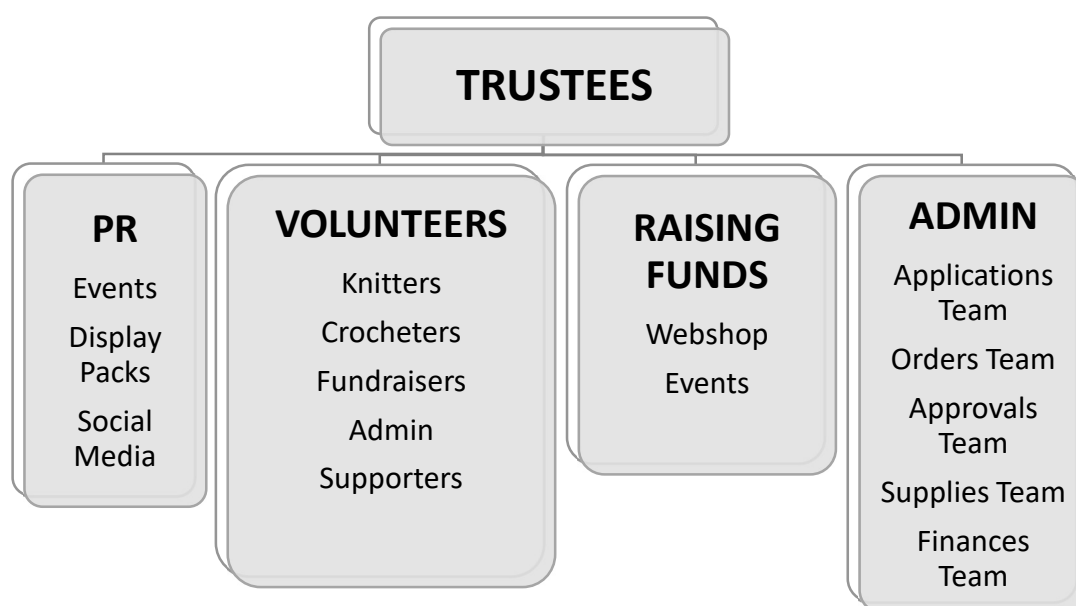 TRUSTEES
PR
Events
Display
Packs
Social
Media
VOLUNTEERS
Knitters
Crocheters
Fundraisers
Admin
Supporters
RAISING
FUNDS
Webshop
Events
ADMIN
Applications
Team
Orders Team
Approvals
Team
Supplies Team
Finances
Team